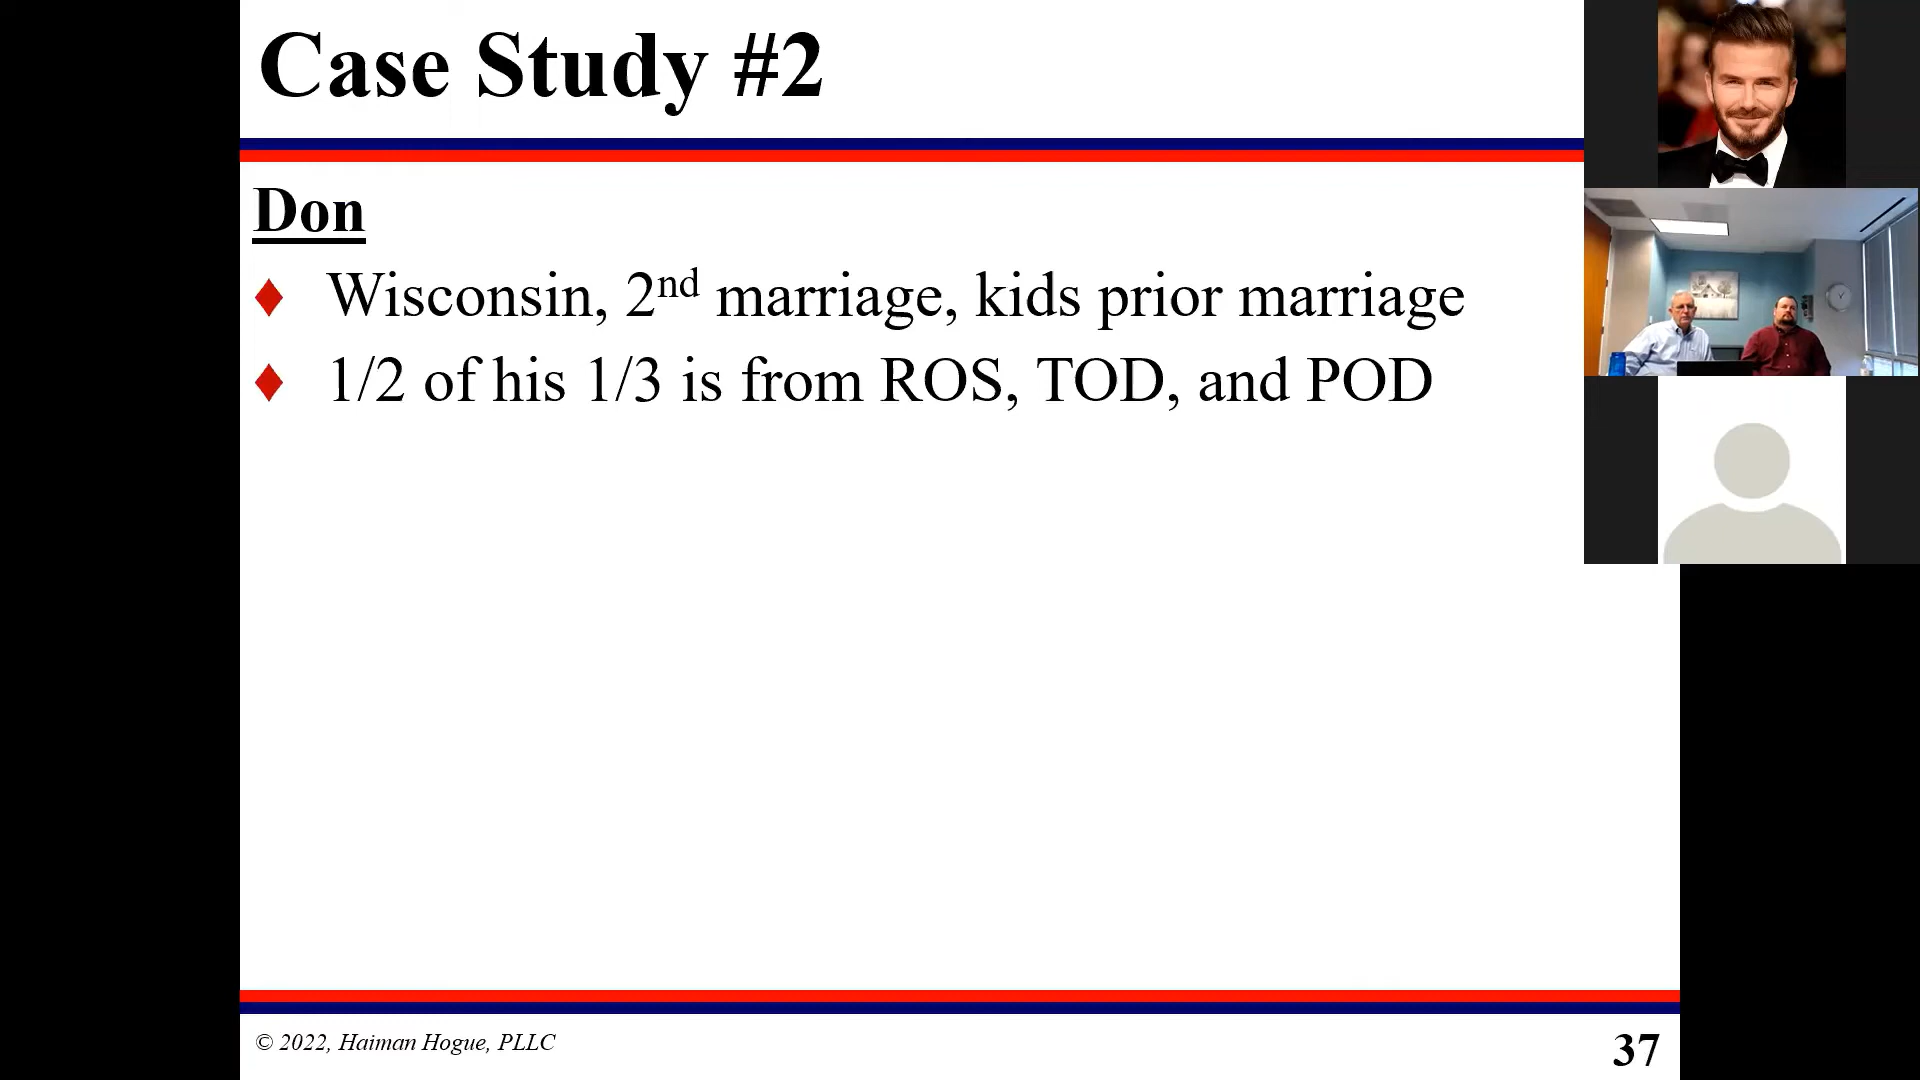 Case Study #2
Don
♦ Wisconsin, 2nd marriage, kids prior marriage
♦ 1/2 of his 1/3 is from ROS, TOD, and POD
© 2022, Haiman Hogue, PLLC
37